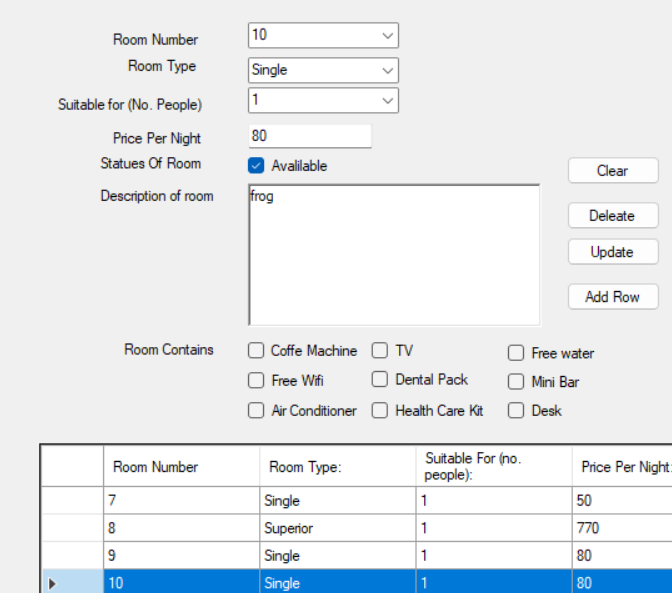 Room Number 10
Room Type Single
Suitable for (No. People) 1
Price Per Night 80
Statues Of Room Avalilable
Clear
Description of room frog
Deleate
Update
Add Row
Room Contains Coffe Machine TV Free water
Free Wifi Dental Pack Mini Bar
Air Conditioner Health Care Kit Desk
Room Number Room Type: Suitable For (no. people): Price Per Night:
7 Single 1 50
8 Superior 1 770
9 Single 1 80
10 Single 1 80